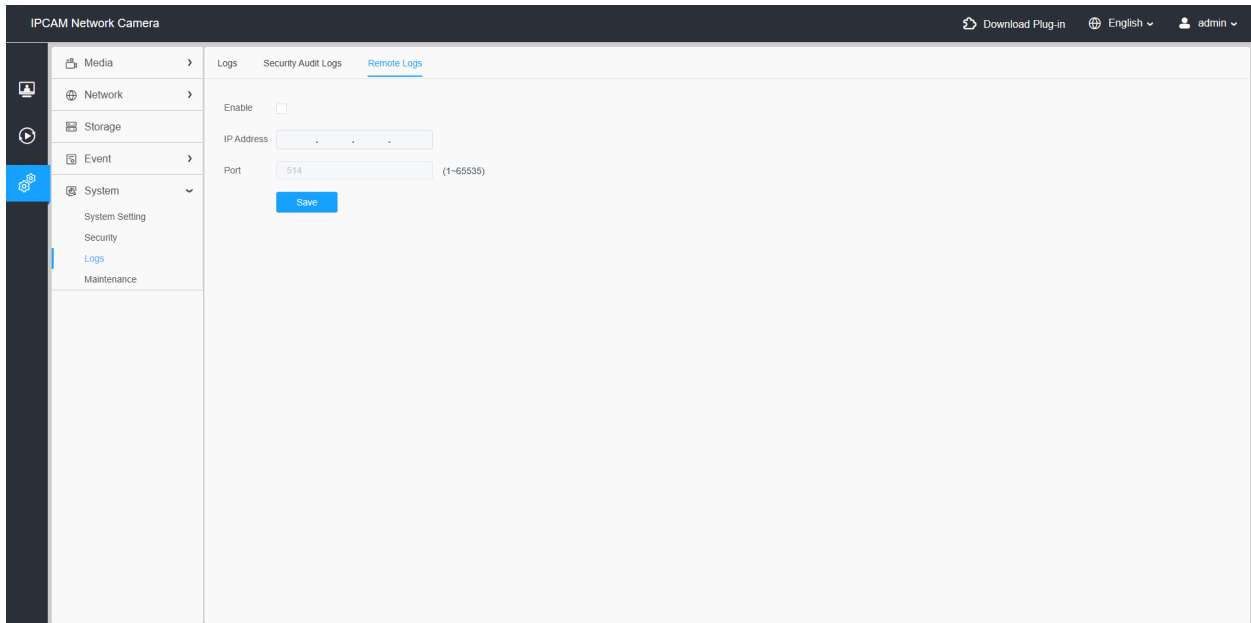 IPCAM Network Camera
Download Plug-in
English
admin
Media
Network
Storage
Event
System
System Setting
Security
Logs
Maintenance
Logs Security Audit Logs Remote Logs
Enable
IP Address . . .
Port 514 (1~65535)
Save